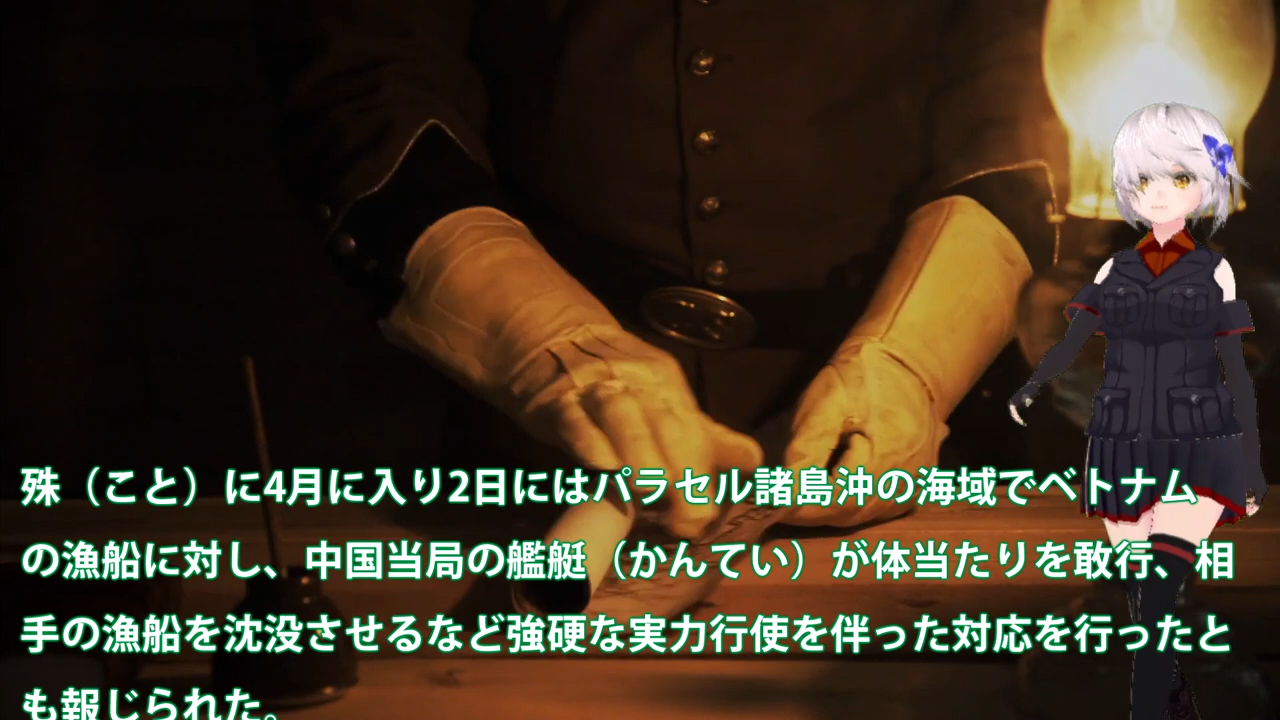 殊（こと）に4月に入り2日にはパラセル諸島沖の海域でベトナム
の漁船に対し、中国当局の艦艇（かんてい）が体当たりを敢行、相
手の漁船を沈没させるなど強硬な実力行使を伴った対応を行ったと
も報じられた。